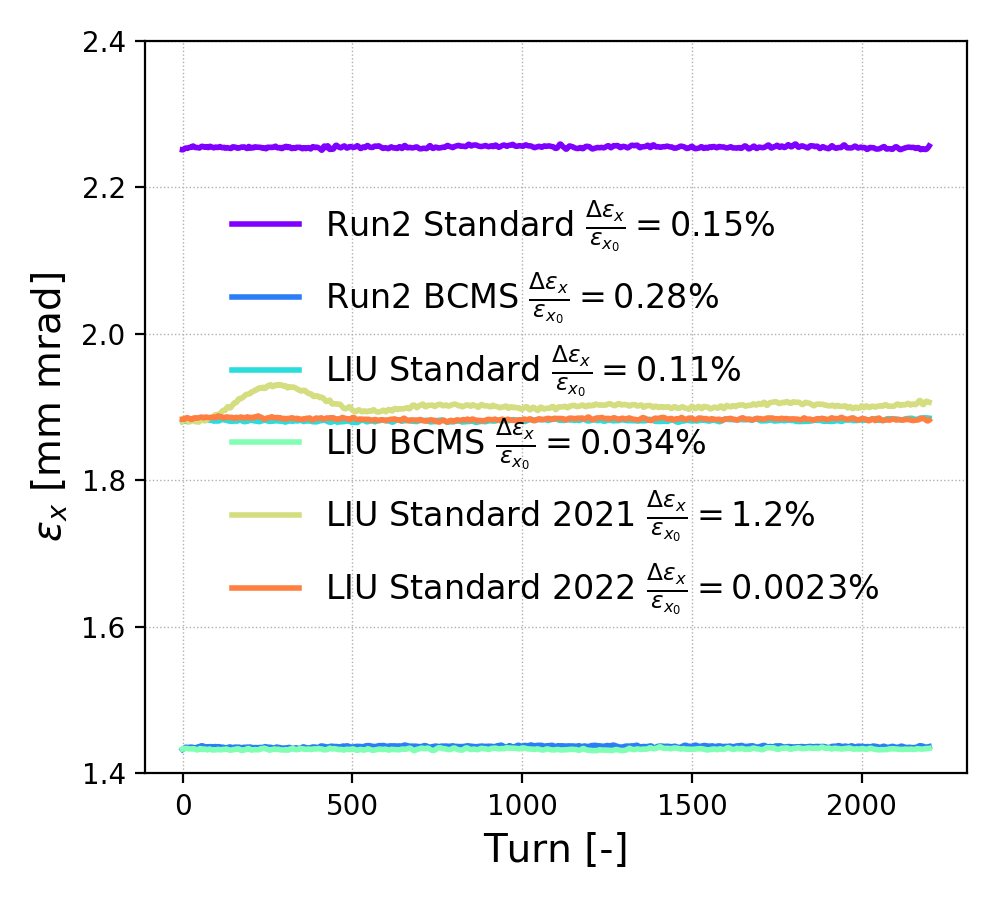 2.4
2.2
2.0
1.8
1.6
1.4
εx [mm mrad]
Run2 Standard Δεx/εx0 = 0.15%
Run2 BCMS Δεx/εx0 = 0.28%
LIU Standard Δεx/εx0 = 0.11%
LIU BCMS Δεx/εx0 = 0.034%
LIU Standard 2021 Δεx/εx0 = 1.2%
LIU Standard 2022 Δεx/εx0 = 0.0023%
0 500 1000 1500 2000
Turn [-]